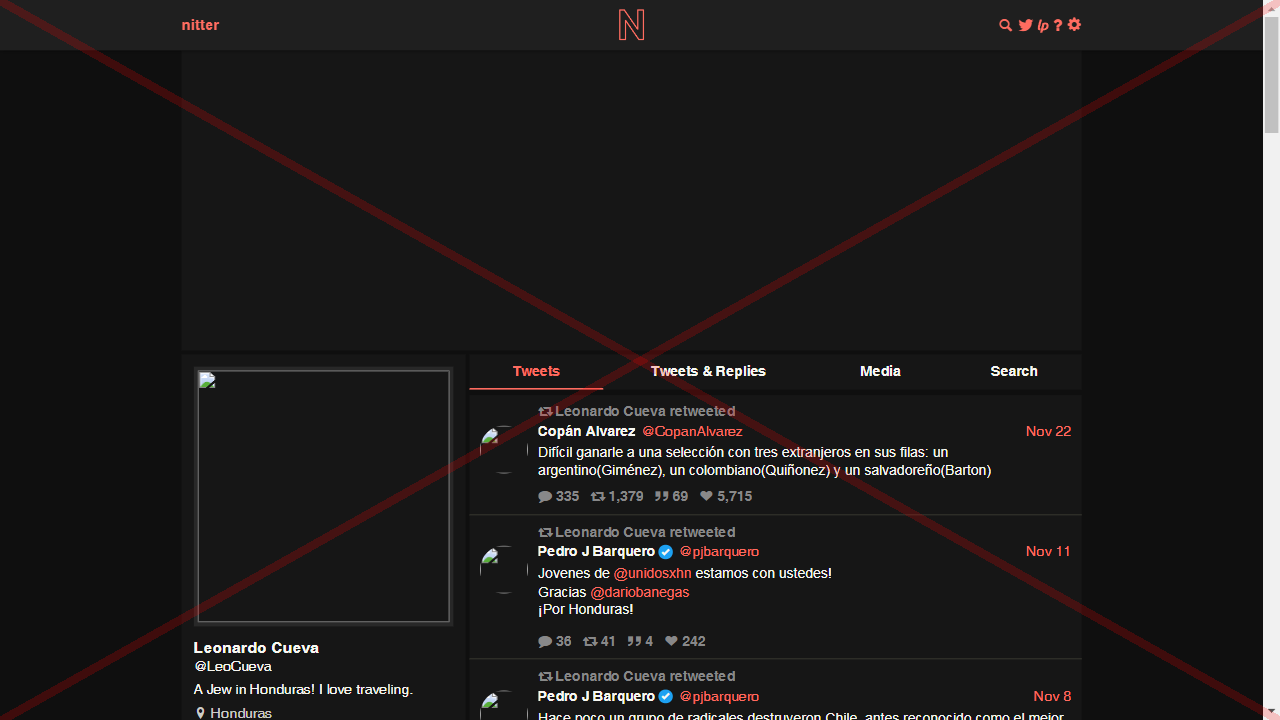 nitter
N
lp ?
Tweets
Tweets & Replies
Media
Search
Leonardo Cueva retweeted
Copán Alvarez @CopanAlvarez Nov 22
Difícil ganarle a una selección con tres extranjeros en sus filas: un
argentino(Giménez), un colombiano(Quiñonez) y un salvadoreño(Barton)
335 1,379 69 5,715
Leonardo Cueva retweeted
Pedro J Barquero @pjbarquero Nov 11
Jovenes de @unidosxhn estamos con ustedes!
Gracias @dariobanegas
¡Por Honduras!
36 41 4 242
Leonardo Cueva retweeted
Pedro J Barquero @pjbarquero Nov 8
Hace poco un grupo de radicales destruyeron Chile, antes reconocido como el mejor
Leonardo Cueva
@LeoCueva
A Jew in Honduras! I love traveling.
Honduras